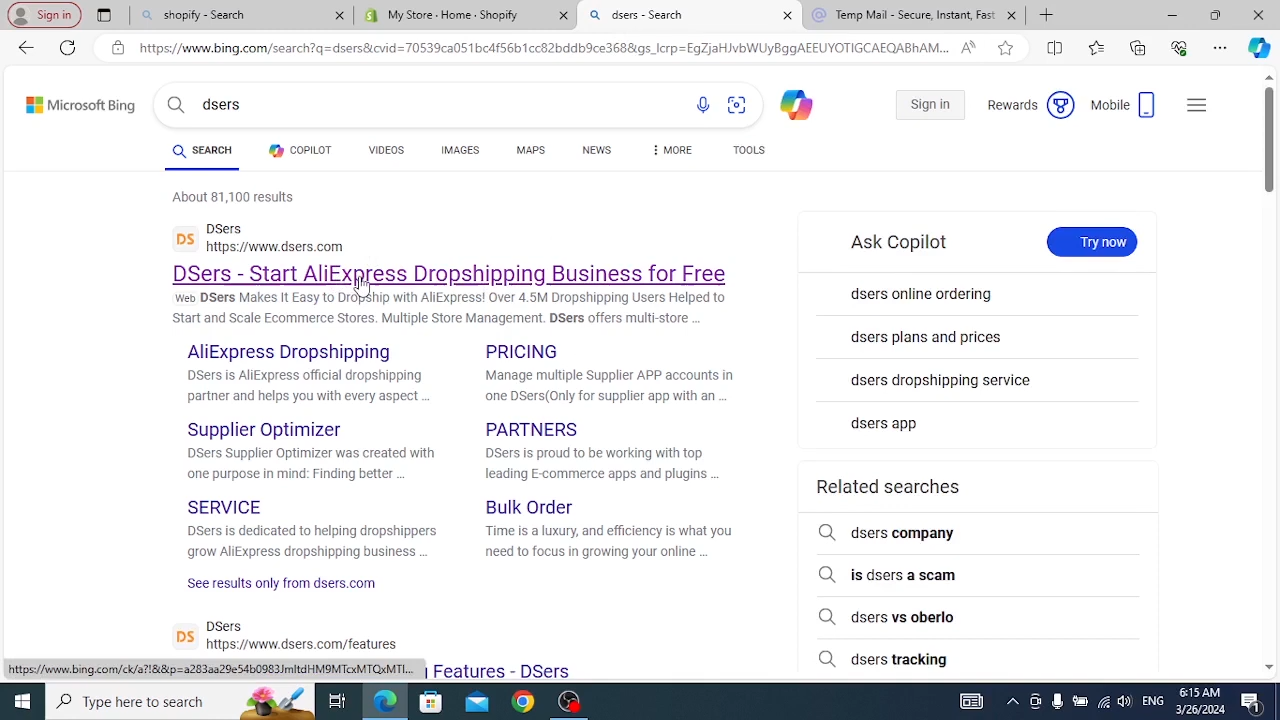 Sign in
shopify - Search
My Store · Home · Shopify
dsers - Search
Temp Mail - Secure, Instant, Fast
https://www.bing.com/search?q=dsers&cvid=70539ca051bc4f56b1cc82bddb9ce368&gs_lcrp=EgZjaHJvbWUyBggAEEUYOTIGCAEQABhAM...
Microsoft Bing
dsers
Sign in
Rewards
Mobile
SEARCH
COPILOT
VIDEOS
IMAGES
MAPS
NEWS
MORE
TOOLS
About 81,100 results
DS
DSers
https://www.dsers.com
DSers - Start AliExpress Dropshipping Business for Free
Web DSers Makes It Easy to Dropship with AliExpress! Over 4.5M Dropshipping Users Helped to
Start and Scale Ecommerce Stores. Multiple Store Management. DSers offers multi-store ...
AliExpress Dropshipping
DSers is AliExpress official dropshipping
partner and helps you with every aspect ...
PRICING
Manage multiple Supplier APP accounts in
one DSers(Only for supplier app with an ...
Supplier Optimizer
DSers Supplier Optimizer was created with
one purpose in mind: Finding better ...
PARTNERS
DSers is proud to be working with top
leading E-commerce apps and plugins ...
SERVICE
DSers is dedicated to helping dropshippers
grow AliExpress dropshipping business ...
Bulk Order
Time is a luxury, and efficiency is what you
need to focus in growing your online ...
See results only from dsers.com
DS
DSers
https://www.dsers.com/features
Features - DSers
Ask Copilot
Try now
dsers online ordering
dsers plans and prices
dsers dropshipping service
dsers app
Related searches
dsers company
is dsers a scam
dsers vs oberlo
dsers tracking
https://www.bing.com/ck/a?!&&p=a283aa29e54b0983JmltdHM9MTcxMTQxMTI...
Type here to search
ENG
6:15 AM
3/26/2024
1